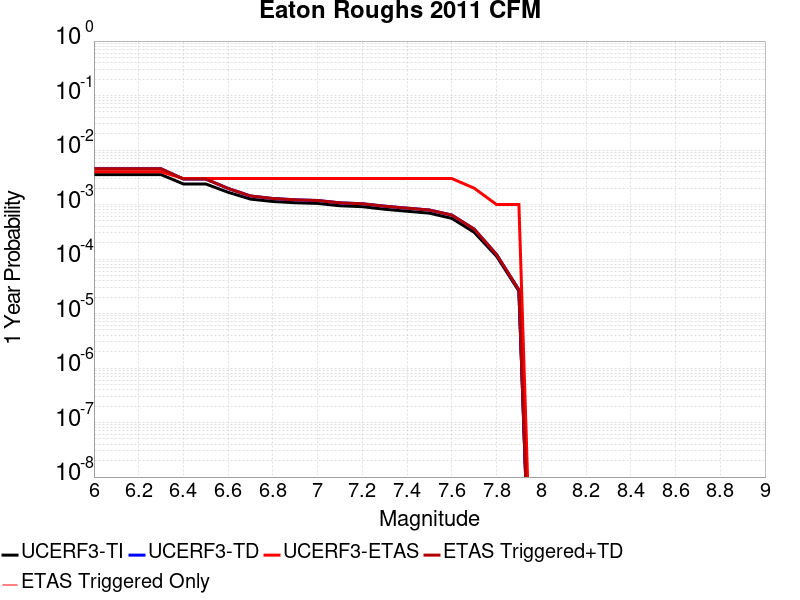 Eaton Roughs 2011 CFM
10^0
10^-1
10^-2
10^-3
10^-4
10^-5
10^-6
10^-7
10^-8
1 Year Probability
6 6.2 6.4 6.6 6.8 7 7.2 7.4 7.6 7.8 8 8.2 8.4 8.6 8.8 9
Magnitude
UCERF3-TI UCERF3-TD UCERF3-ETAS ETAS Triggered+TD
ETAS Triggered Only